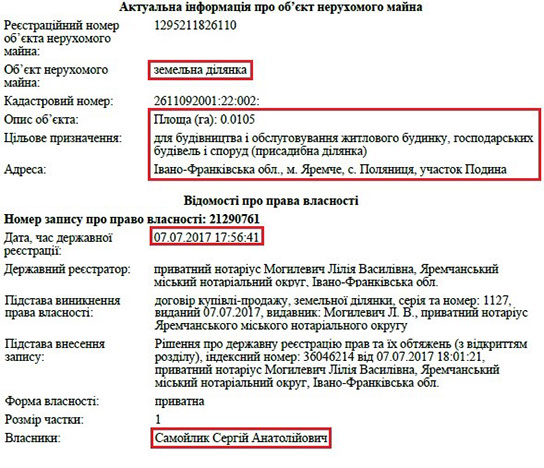 Актуальна інформація про об’єкт нерухомого майна
Реєстраційний номер 1295211826110
об’єкта нерухомого
майна:
Об’єкт нерухомого земельна ділянка
майна:
Кадастровий номер: 2611092001:22:002:
Опис об’єкта: Площа (га): 0.0105
Цільове призначення: для будівництва і обслуговування житлового будинку, господарських
будівель і споруд (присадибна ділянка)
Адреса: Івано-Франківська обл., м. Яремче, с. Поляниця, участок Подина
Відомості про права власності
Номер запису про право власності: 21290761
Дата, час державної 07.07.2017 17:56:41
реєстрації:
Державний реєстратор: приватний нотаріус Могилевич Лілія Василівна, Яремчанський
міський нотаріальний округ, Івано-Франківська обл.
Підстава виникнення договір купівлі-продажу, земельної ділянки, серія та номер: 1127,
права власності: виданий 07.07.2017, видавник: Могилевич Л. В., приватний нотаріус
Яремчанського міського нотаріального округу
Підстава внесення Рішення про державну реєстрацію прав та їх обтяжень (з відкриттям
запису: розділу), індексний номер: 36046214 від 07.07.2017 18:01:21,
приватний нотаріус Могилевич Лілія Василівна, Яремчанський
міський нотаріальний округ, Івано-Франківська обл.
Форма власності: приватна
Розмір частки: 1
Власники: Самойлик Сергій Анатолійович